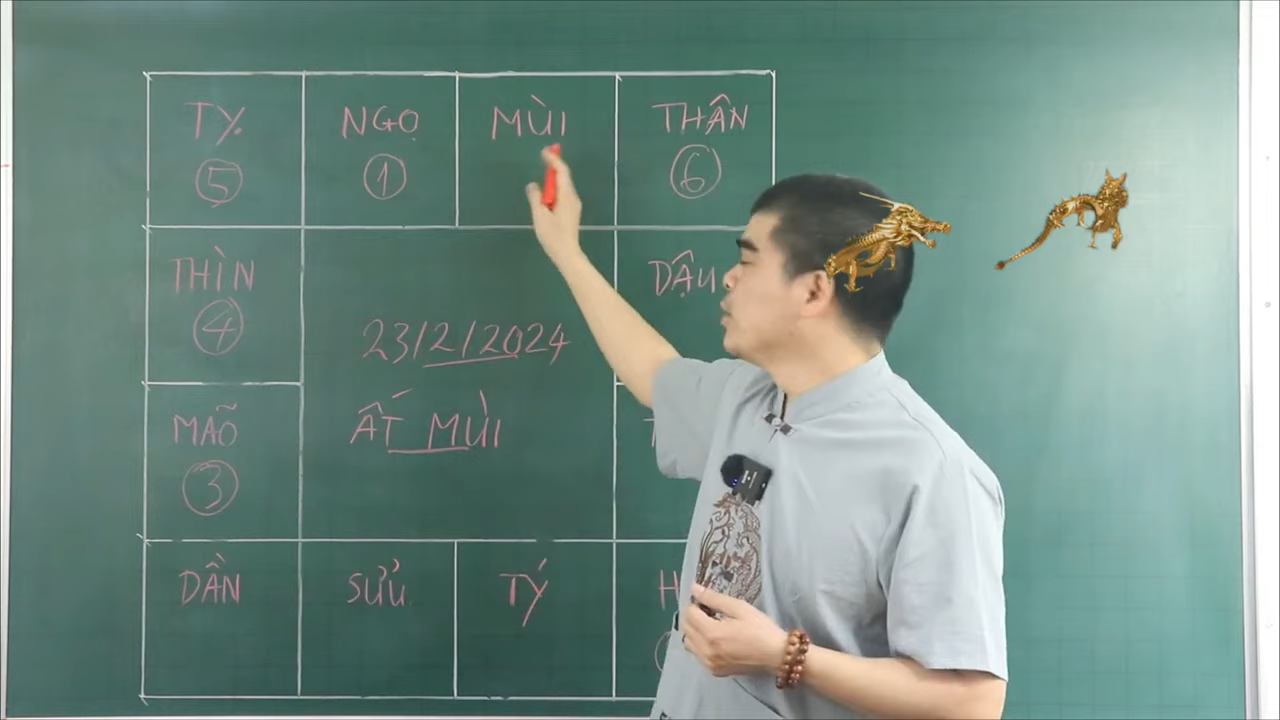 TỴ NGỌ MÙI THÂN
⑤ ① ⑥
THÌN DẬU
④
23/2/2024
MÃO ẤT MÙI
③
DẦN SỬU TÝ